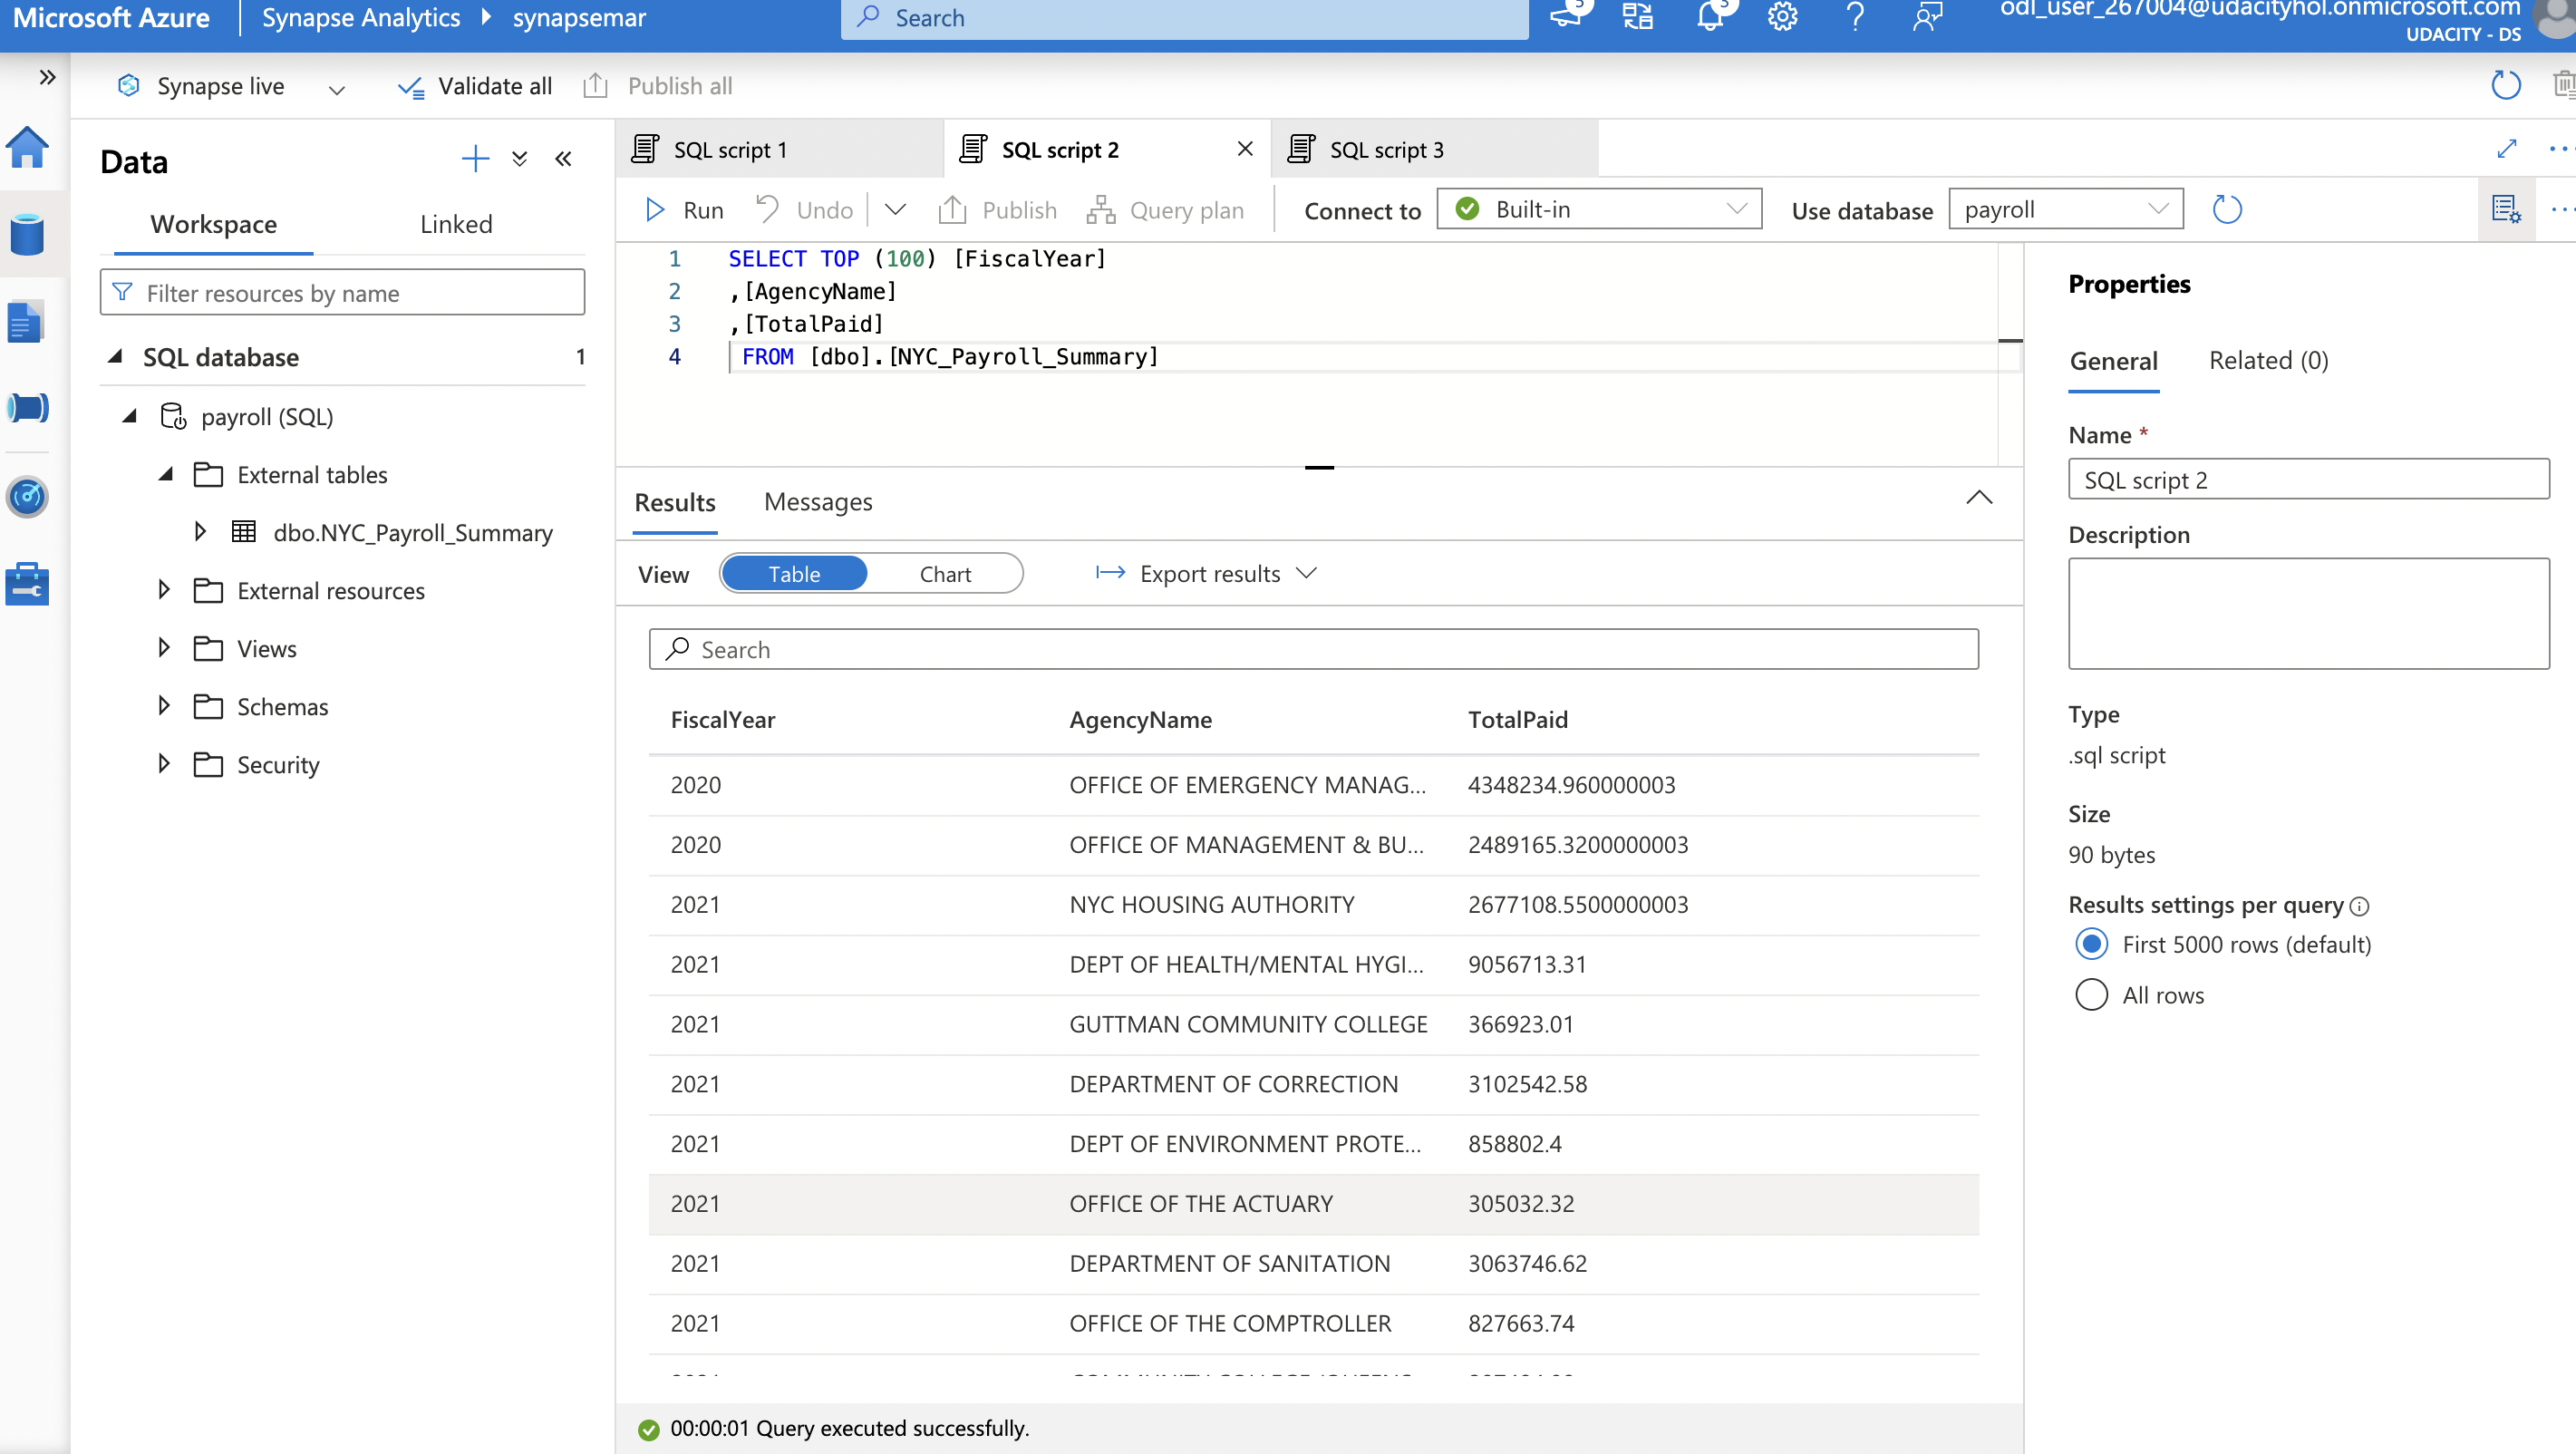 Microsoft Azure
Synapse Analytics
synapsemar
Search
5
3
odl_user_267004@udacityhol.onmicrosoft.com
UDACITY - DS
Synapse live
Validate all
Publish all
Data
Workspace
Linked
Filter resources by name
SQL database
1
payroll (SQL)
External tables
dbo.NYC_Payroll_Summary
External resources
Views
Schemas
Security
SQL script 1
SQL script 2
SQL script 3
Run
Undo
Publish
Query plan
Connect to
Built-in
Use database
payroll
1 SELECT TOP (100) [FiscalYear]
2 ,[AgencyName]
3 ,[TotalPaid]
4 FROM [dbo].[NYC_Payroll_Summary]
Results
Messages
View
Table
Chart
Export results
Search
FiscalYear AgencyName TotalPaid
2020 OFFICE OF EMERGENCY MANAG... 4348234.960000003
2020 OFFICE OF MANAGEMENT & BU... 2489165.3200000003
2021 NYC HOUSING AUTHORITY 2677108.5500000003
2021 DEPT OF HEALTH/MENTAL HYGI... 9056713.31
2021 GUTTMAN COMMUNITY COLLEGE 366923.01
2021 DEPARTMENT OF CORRECTION 3102542.58
2021 DEPT OF ENVIRONMENT PROTE... 858802.4
2021 OFFICE OF THE ACTUARY 305032.32
2021 DEPARTMENT OF SANITATION 3063746.62
2021 OFFICE OF THE COMPTROLLER 827663.74
00:00:01 Query executed successfully.
Properties
General
Related (0)
Name *
SQL script 2
Description
Type
.sql script
Size
90 bytes
Results settings per query
First 5000 rows (default)
All rows